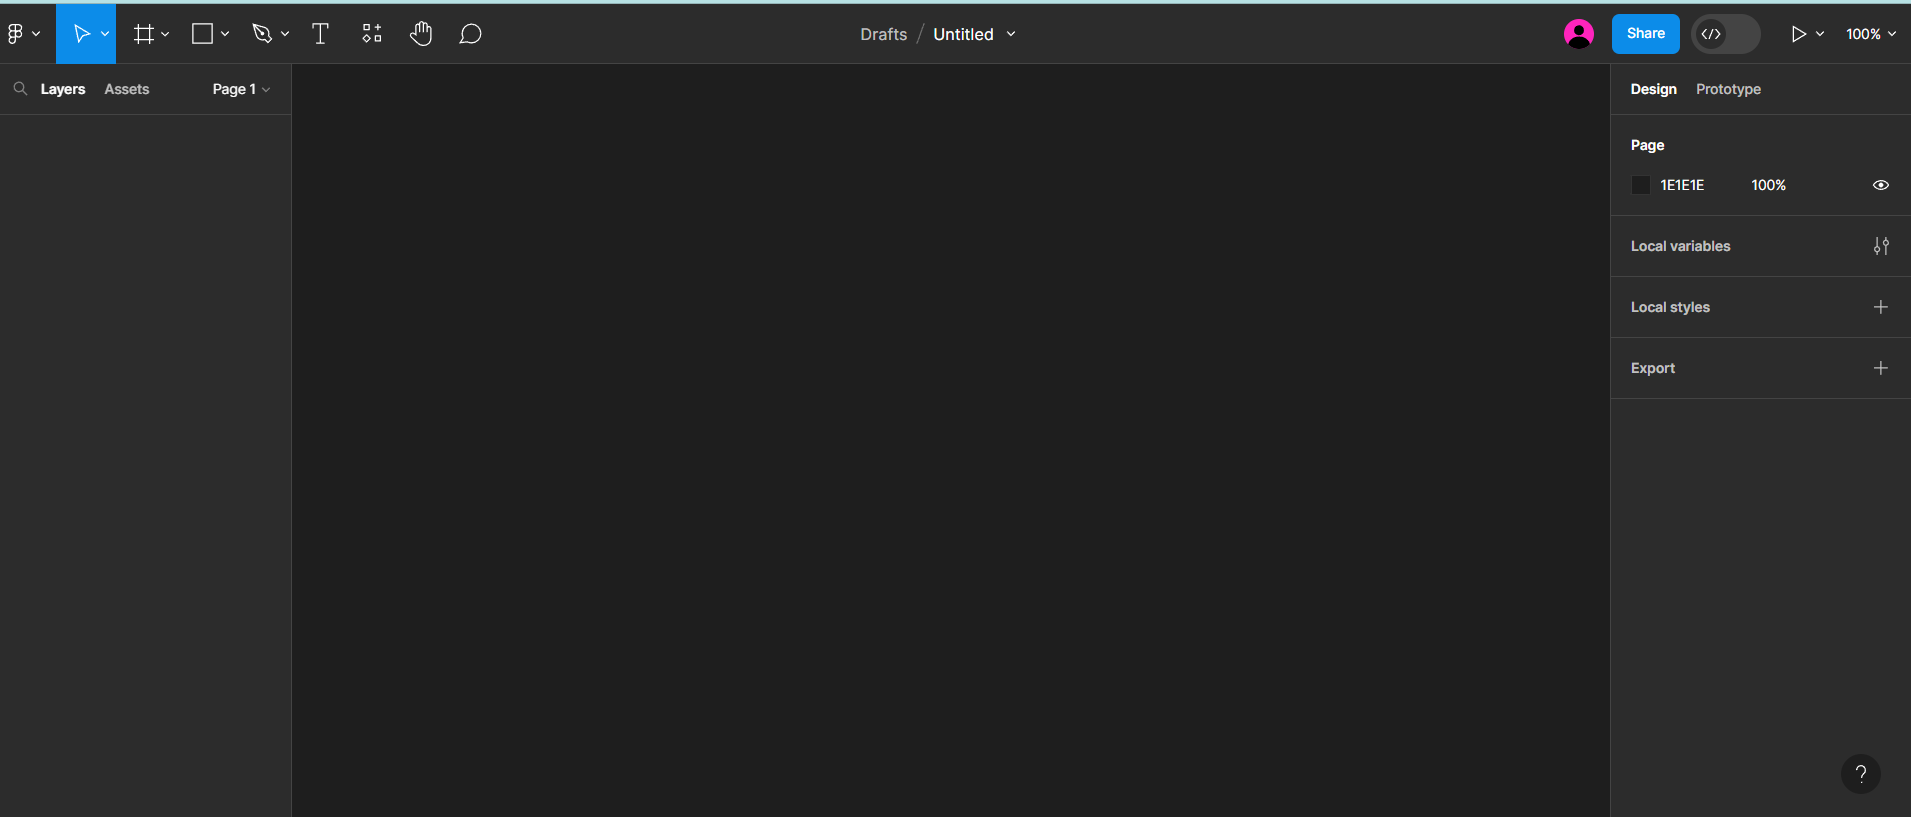 Drafts / Untitled
Share
100%
Layers Assets Page 1
Design Prototype
Page
1E1E1E 100%
Local variables
Local styles
Export
?